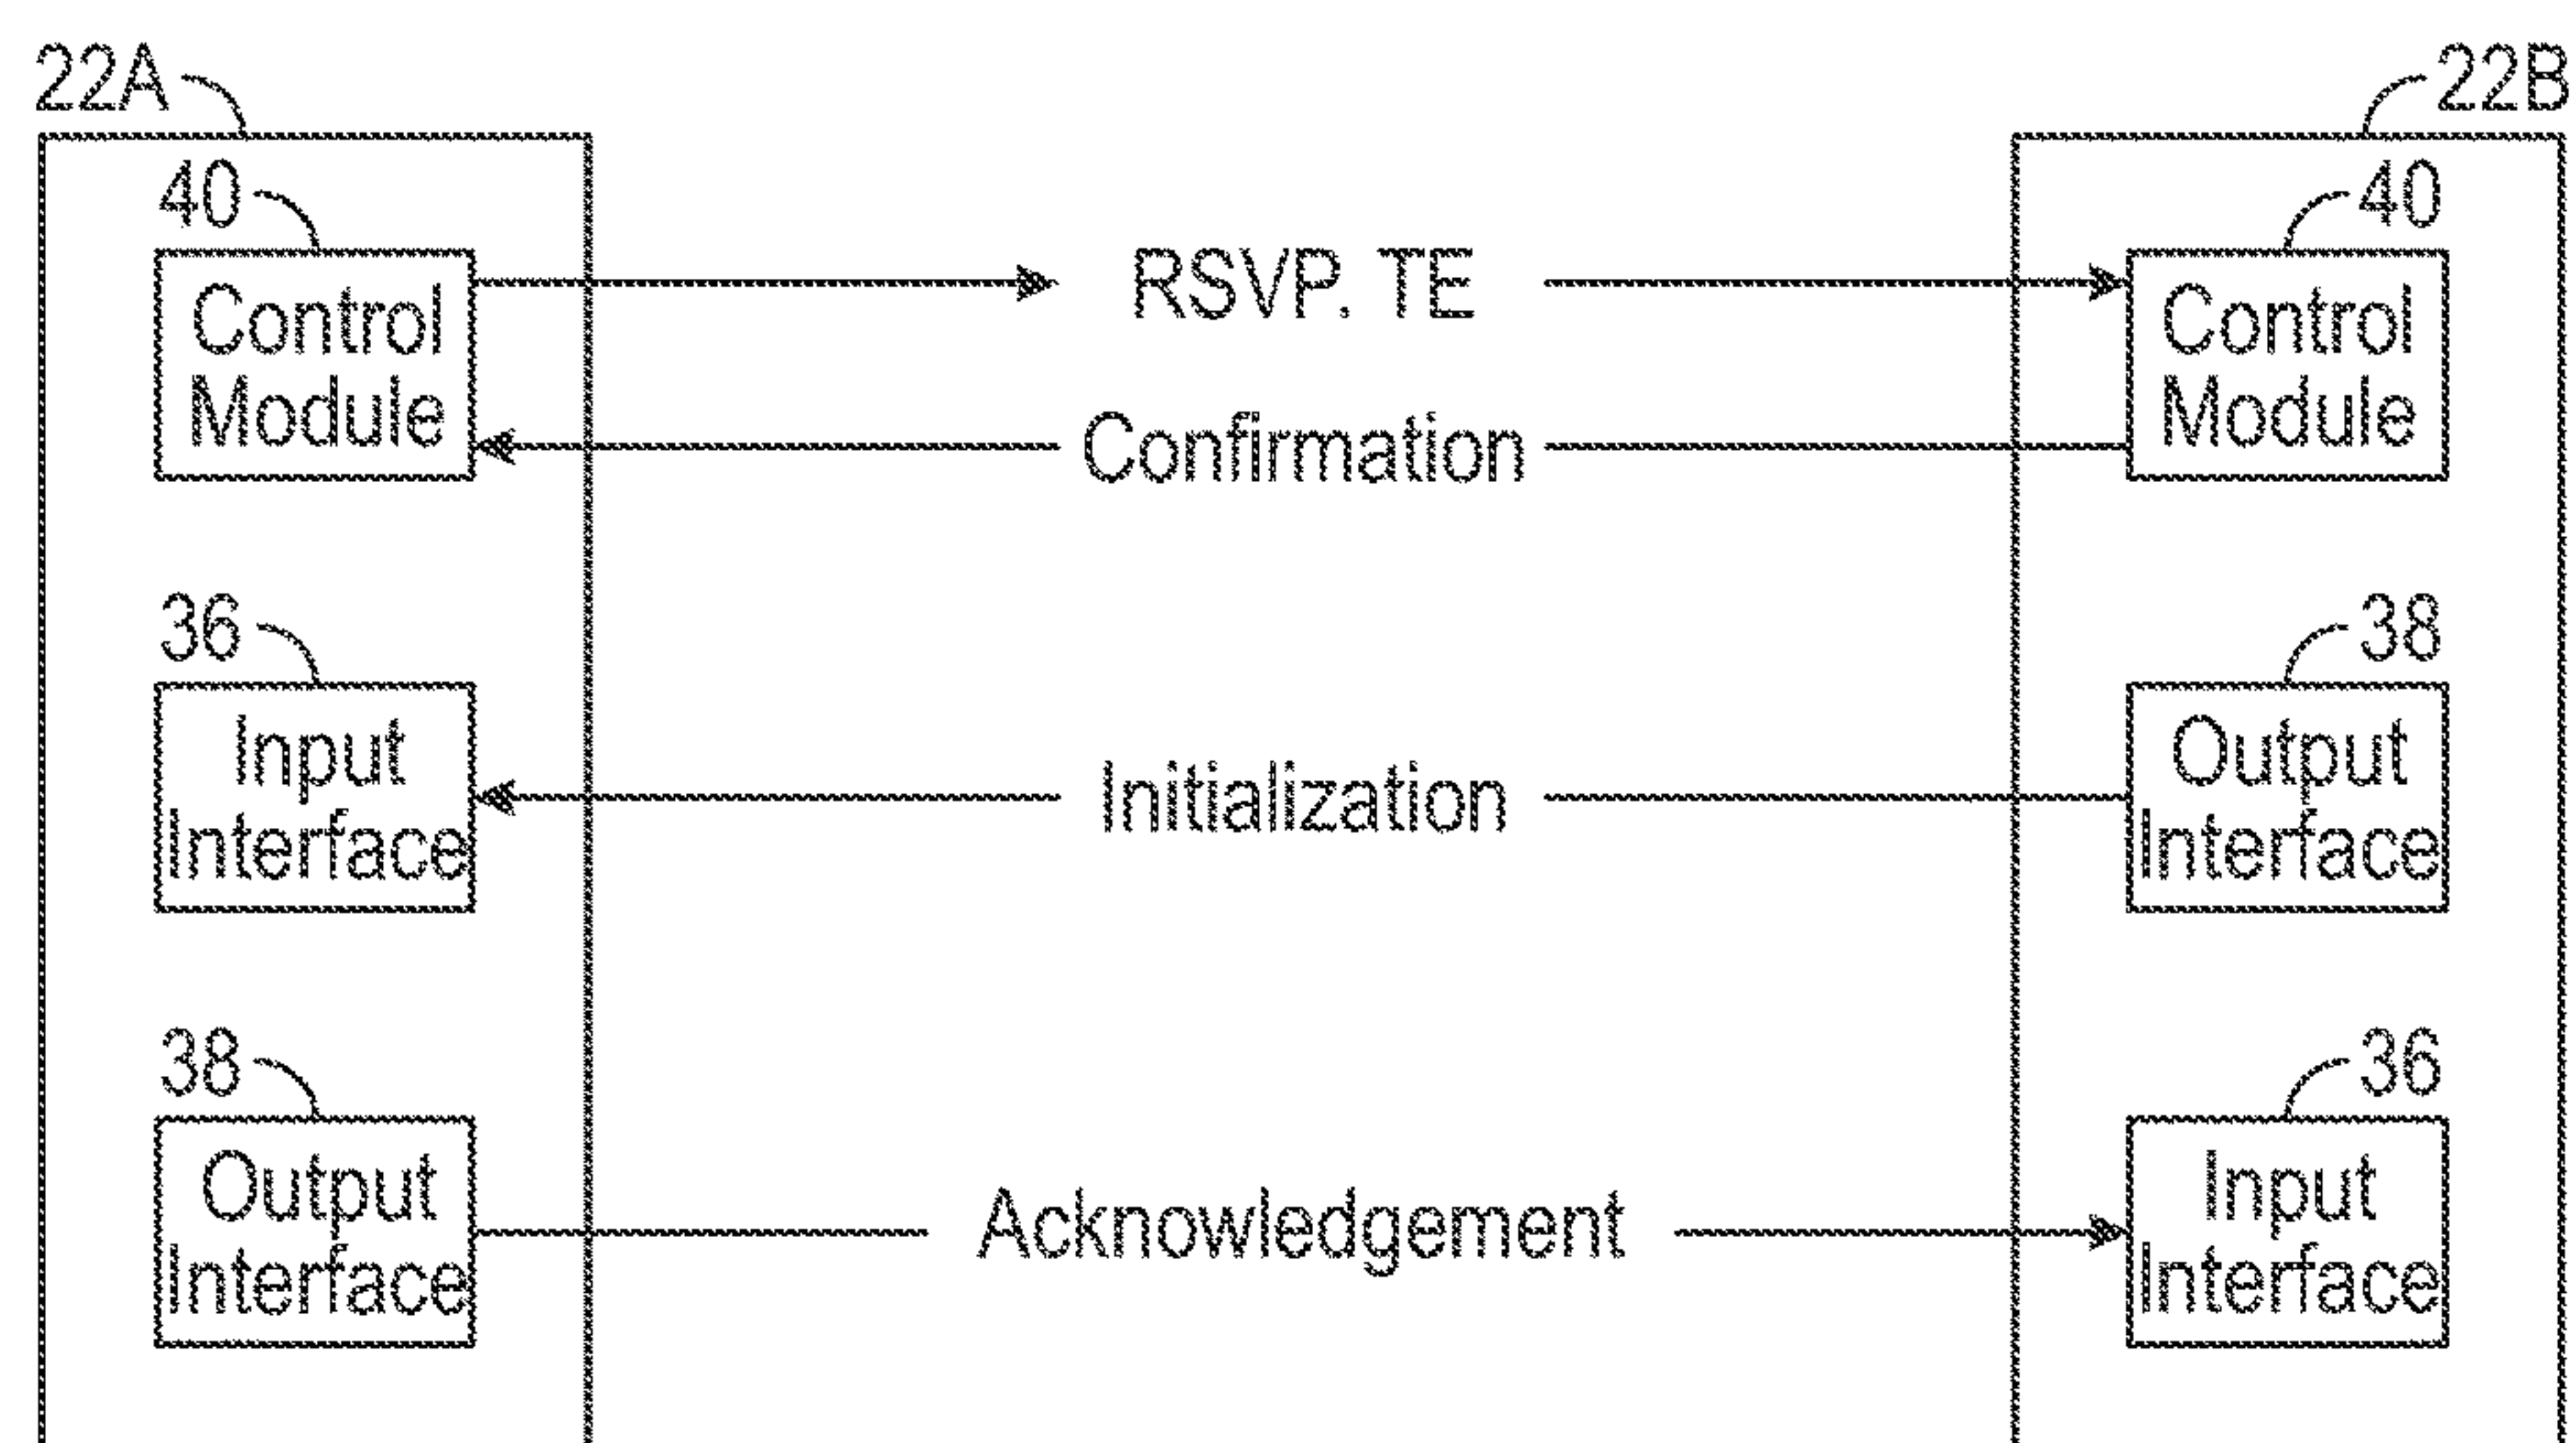 22A
22B
40
40
Control
Module
RSVP. TE
Control
Module
Confirmation
36
38
Input
Interface
Initialization
Output
Interface
38
36
Output
Interface
Acknowledgement
Input
Interface